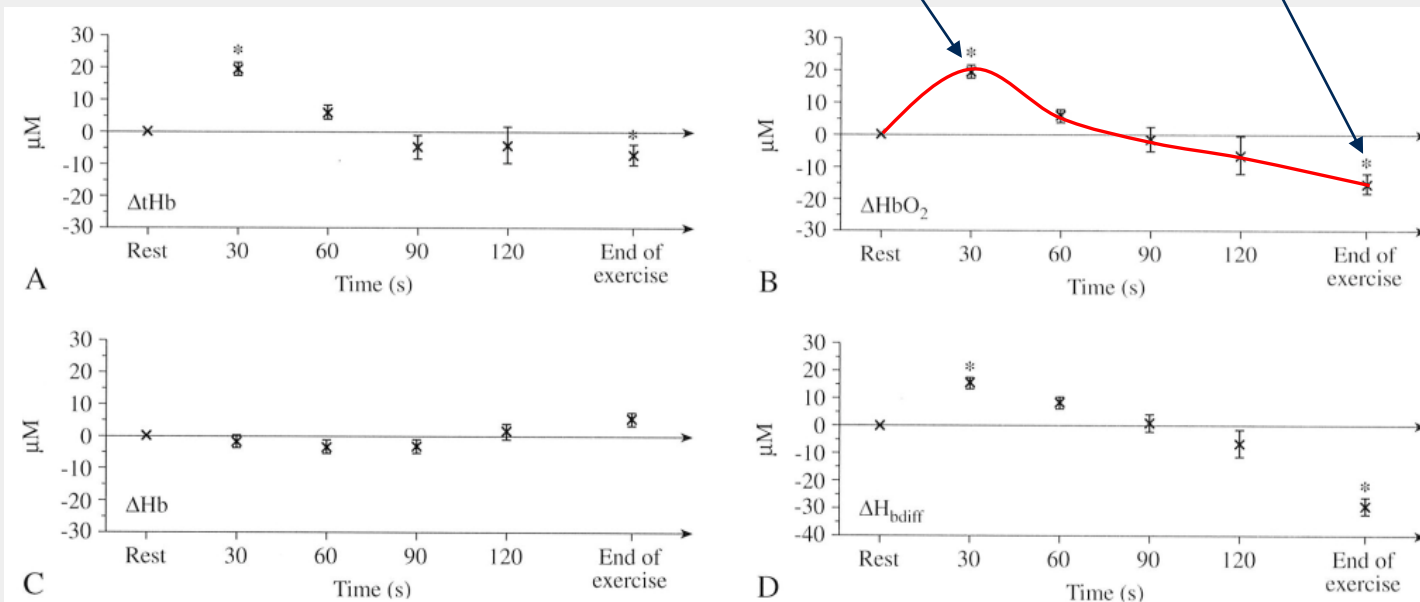 30
20
10
0
-10
-20
-30
µM
*
*
ΔtHb
Rest
30
60
90
120
End of
exercise
Time (s)
A
30
20
10
0
-10
-20
-30
µM
*
*
ΔHbO₂
Rest
30
60
90
120
End of
exercise
Time (s)
B
30
20
10
0
-10
-20
-30
µM
ΔHb
Rest
30
60
90
120
End of
exercise
Time (s)
C
30
20
10
0
-10
-20
-30
-40
µM
*
*
ΔH_bdiff
Rest
30
60
90
120
End of
exercise
Time (s)
D